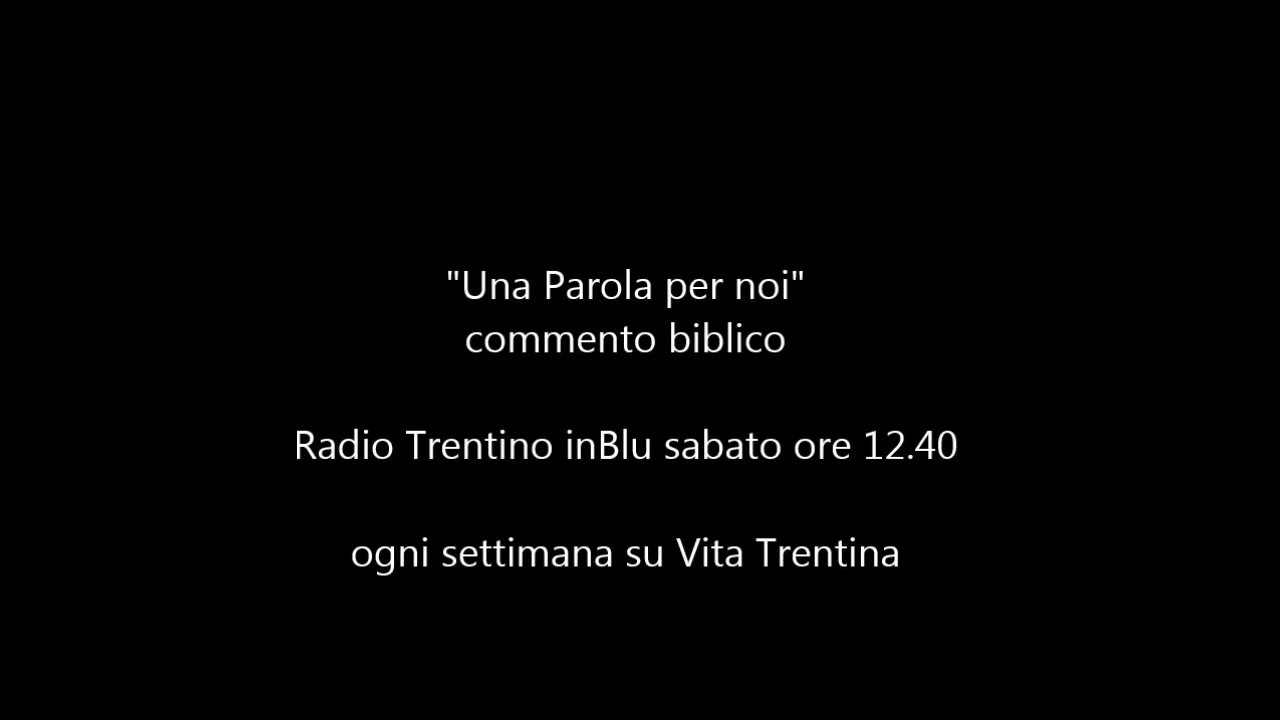 "Una Parola per noi"
commento biblico
Radio Trentino inBlu sabato ore 12.40
ogni settimana su Vita Trentina